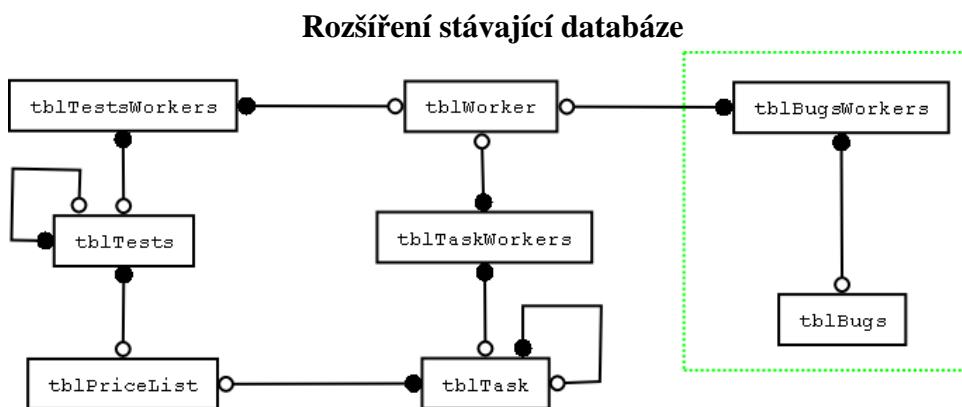 Rozšíření stávající databáze
tblTestsWorkers
tblWorker
tblBugsWorkers
tblTests
tblTaskWorkers
tblBugs
tblPriceList
tblTask